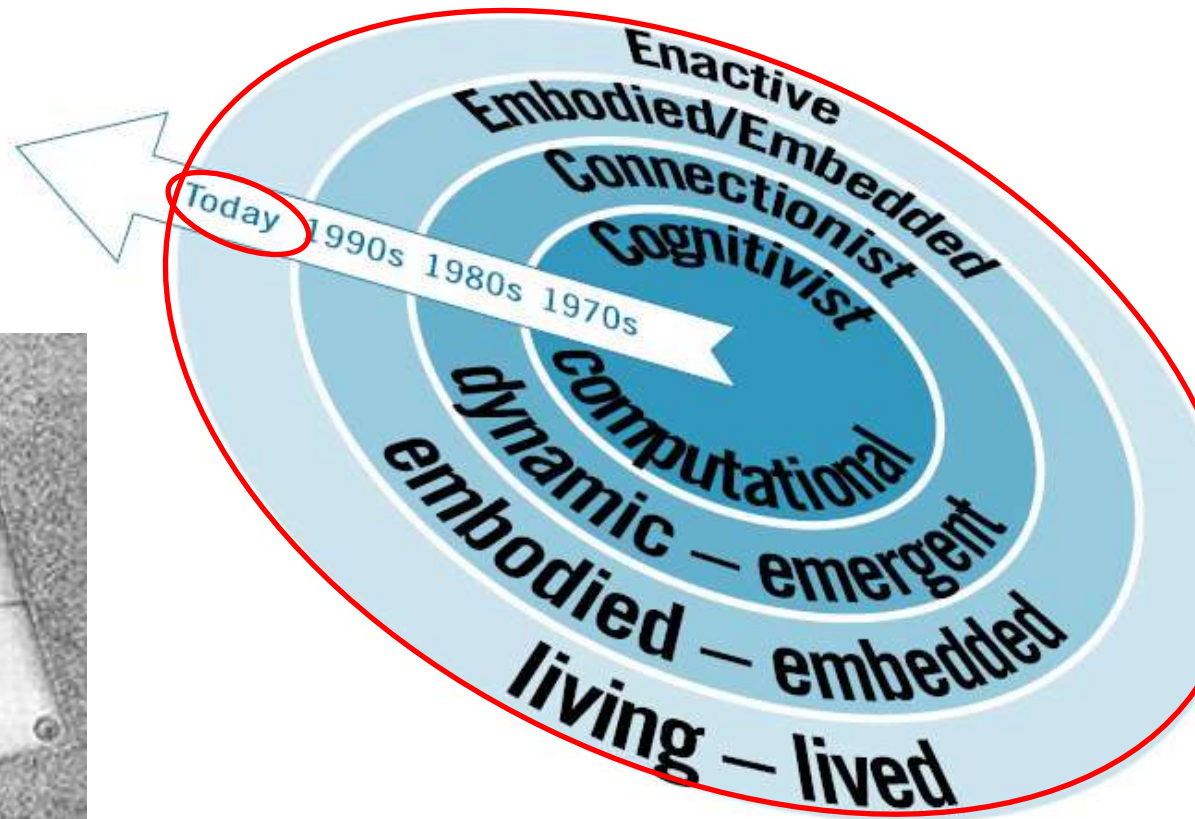 Enactive
Embodied/Embedded
Connectionist
Cognitivist
Today 1990s 1980s 1970s
computational
dynamic – emergent
embodied – embedded
living – lived